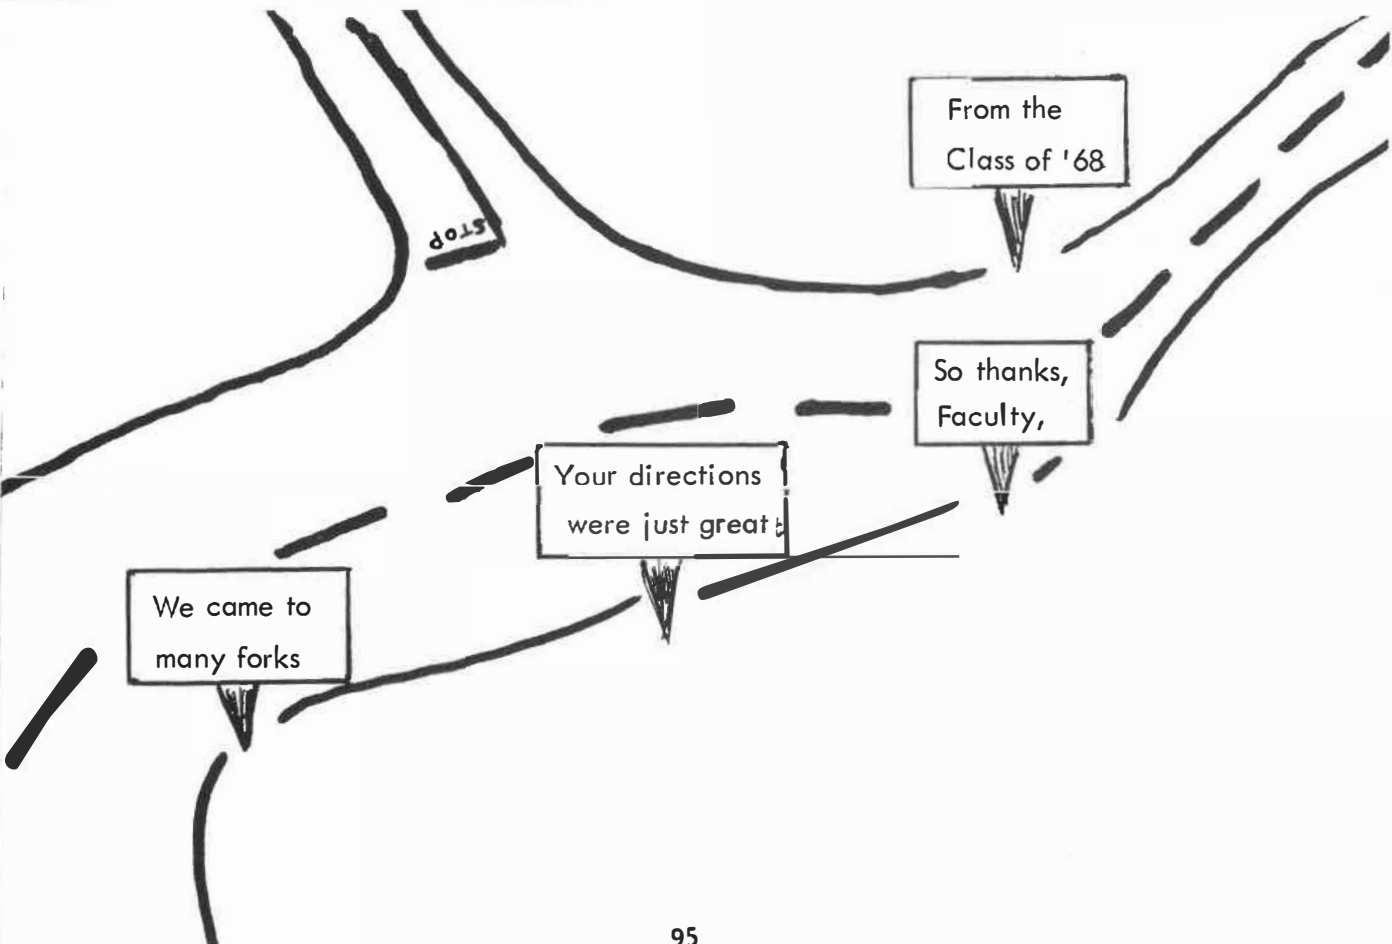 We came to
many forks
Your directions
were just great;
So thanks,
Faculty,
From the
Class of '68
STOP
95